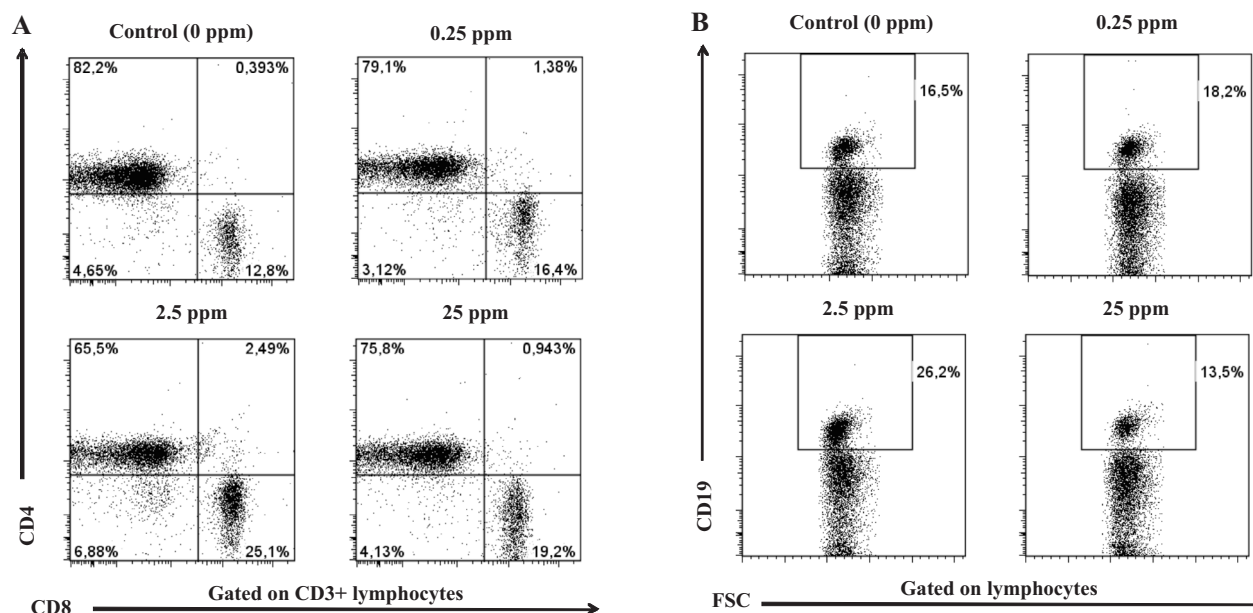 A
Control (0 ppm)
0.25 ppm
82,2%
0,393%
4,65%
12,8%
79,1%
1,38%
3,12%
16,4%
2.5 ppm
25 ppm
65,5%
2,49%
6,88%
25,1%
75,8%
0,943%
4,13%
19,2%
CD4
Gated on CD3+ lymphocytes
CD8
B
Control (0 ppm)
0.25 ppm
16,5%
18,2%
2.5 ppm
25 ppm
26,2%
13,5%
CD19
Gated on lymphocytes
FSC